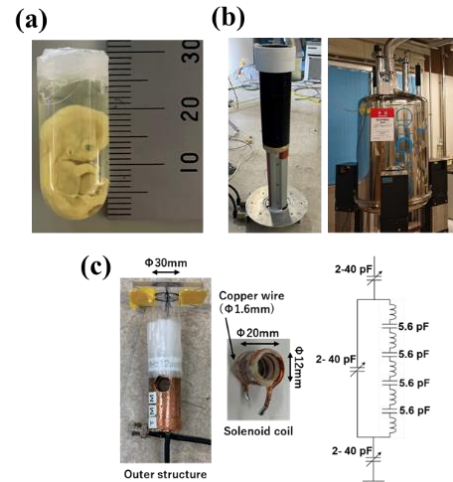 (a)
30
20
10
(b)
(c)
Φ30mm
Copper wire
(Φ1.6mm)
Φ20mm
Φ12mm
Outer structure
Solenoid coil
2-40 pF
5.6 pF
5.6 pF
2- 40 pF
5.6 pF
5.6 pF
2- 40 pF